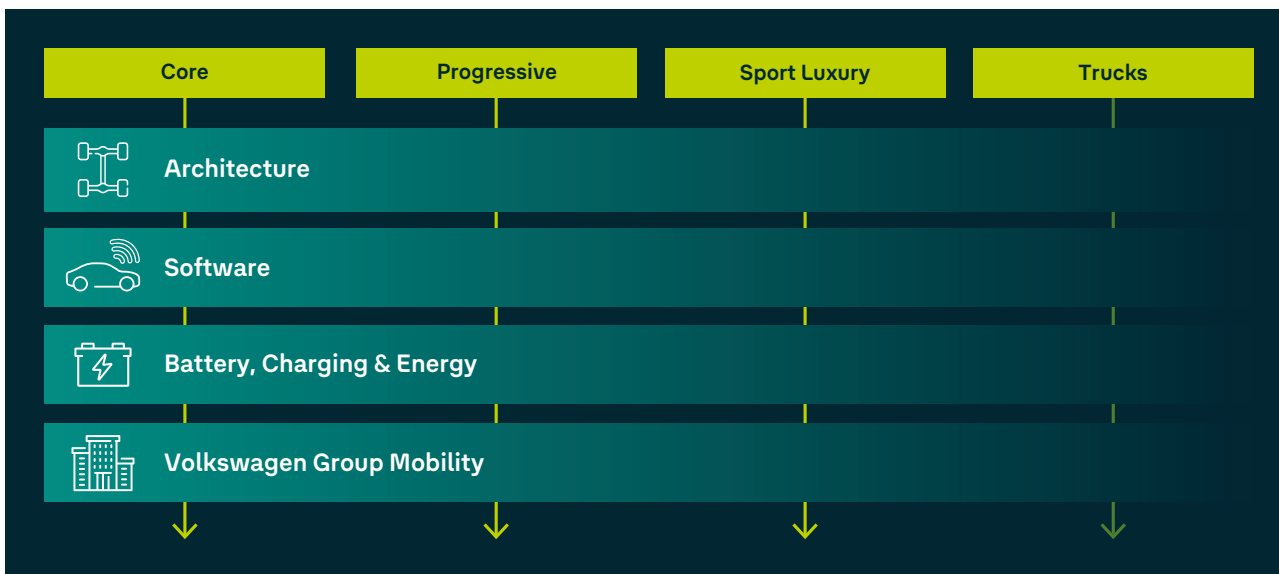 Core
Progressive
Sport Luxury
Trucks
Architecture
Software
Battery, Charging & Energy
Volkswagen Group Mobility